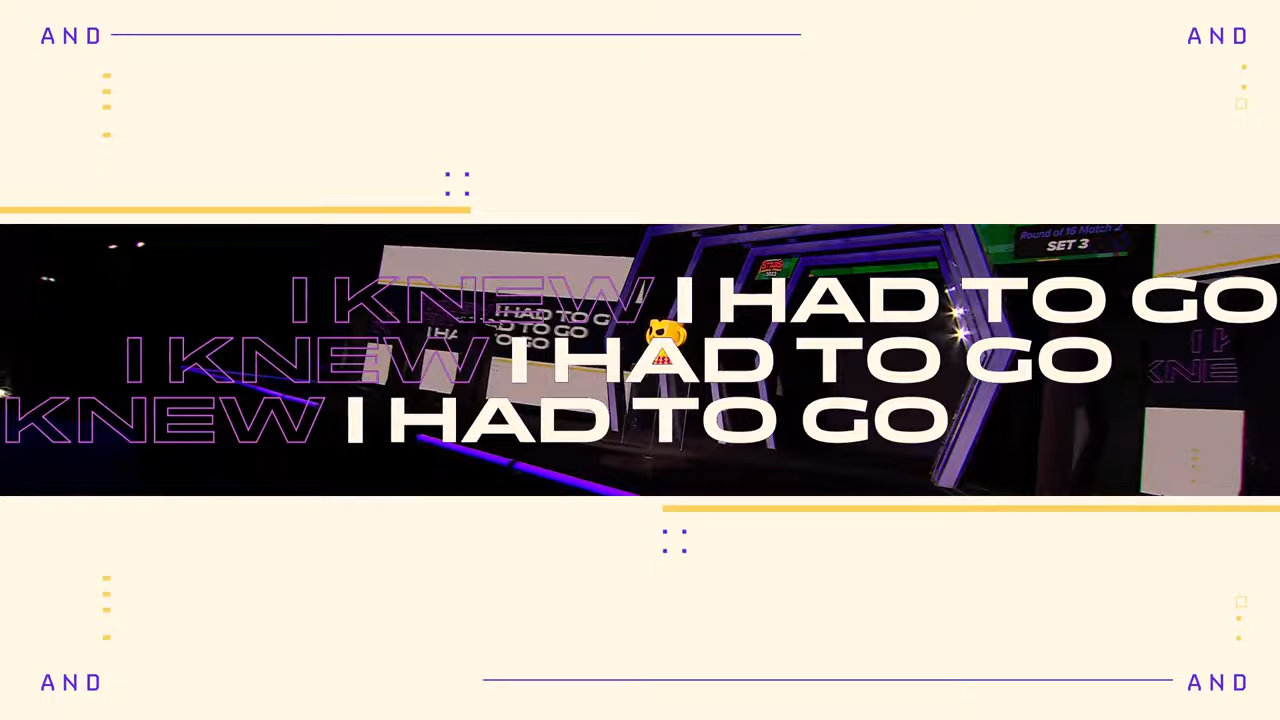 AND AND
Round of 16 Match 2
SET 3
I KNEW I HAD TO GO
I KNEW I HAD TO GO
KNEW I HAD TO GO
AND AND